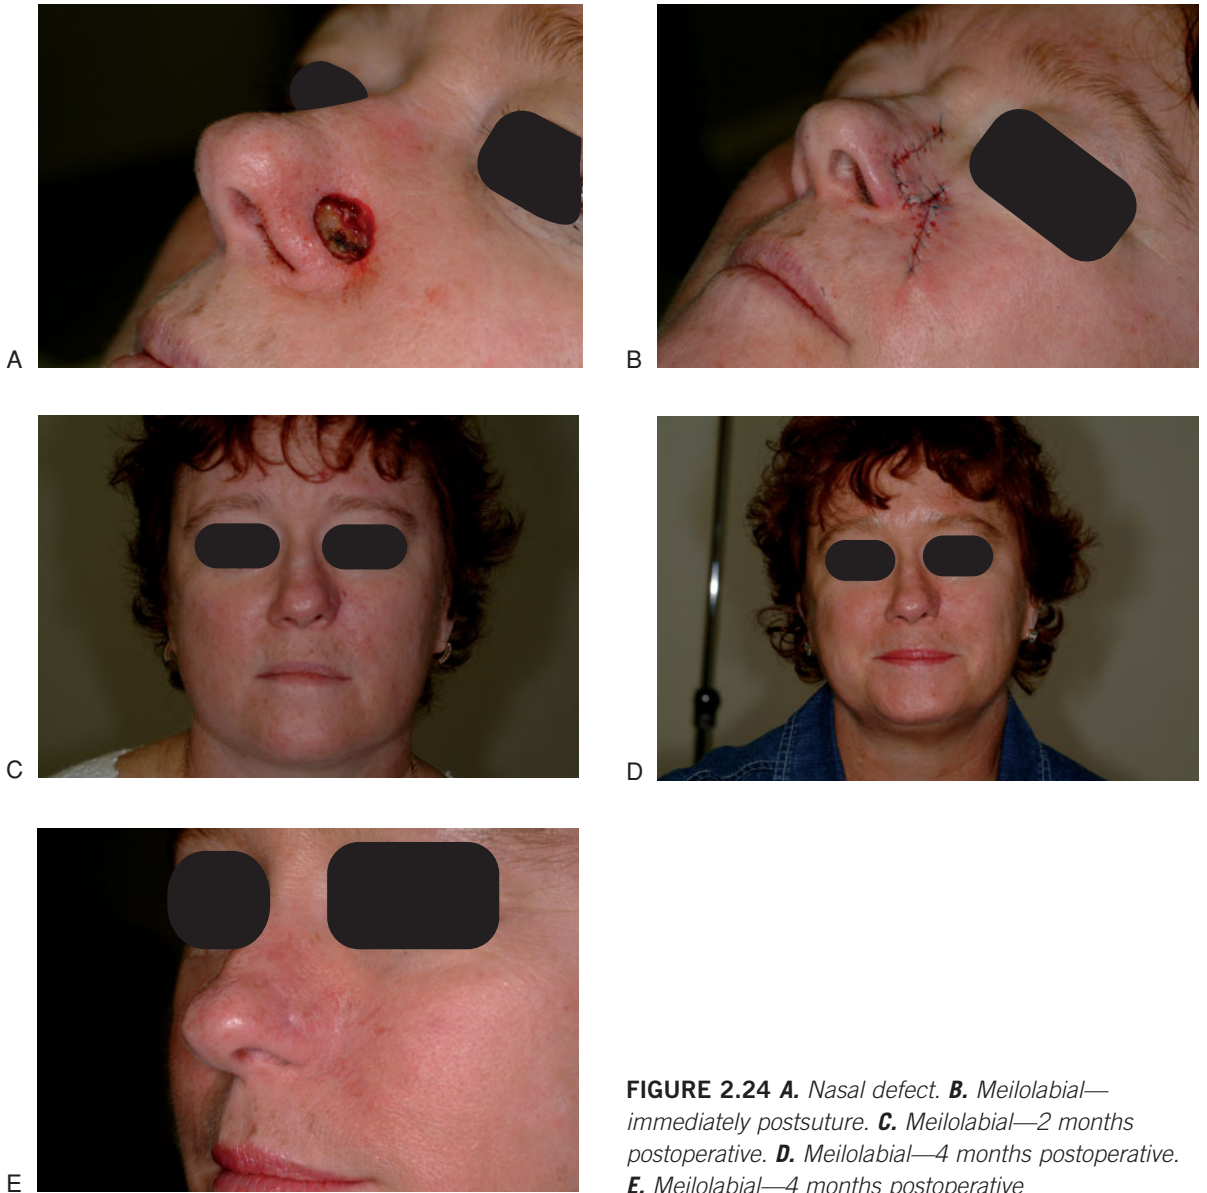 A
B
C
D
E
FIGURE 2.24 A. Nasal defect. B. Meilolabial—
immediately postsuture. C. Meilolabial—2 months
postoperative. D. Meilolabial—4 months postoperative.
E. Meilolabial—4 months postoperative